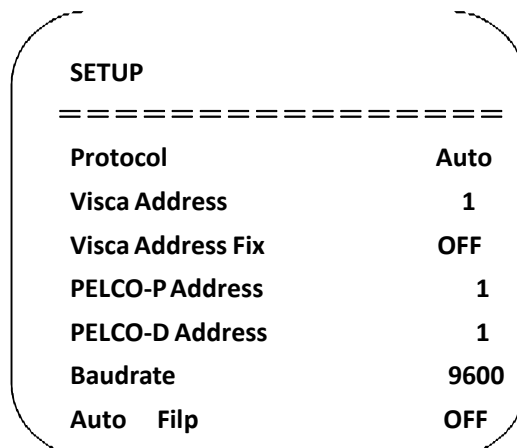 SETUP
================
Protocol Auto
Visca Address 1
Visca Address Fix OFF
PELCO-P Address 1
PELCO-D Address 1
Baudrate 9600
Auto Filp OFF